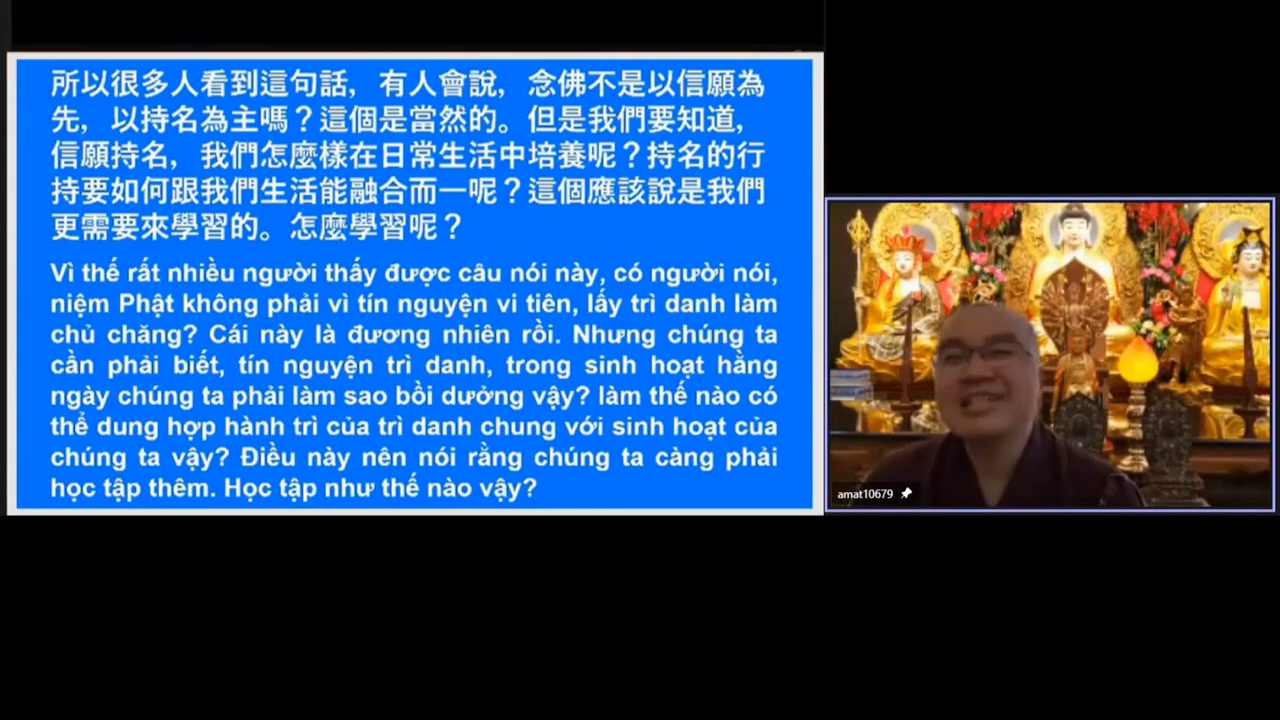 所以很多人看到這句話，有人會說，念佛不是以信願為
先，以持名為主嗎？這個是當然的。但是我們要知道，
信願持名，我們怎麼樣在日常生活中培養呢？持名的行
持要如何跟我們生活能融合而一呢？這個應該說是我們
更需要來學習的。怎麼學習呢？
Vì thế rất nhiều người thấy được câu nói này, có người nói,
niệm Phật không phải vì tín nguyện vi tiên, lấy trì danh làm
chủ chăng? Cái này là đương nhiên rồi. Nhưng chúng ta
cần phải biết, tín nguyện trì danh, trong sinh hoạt hằng
ngày chúng ta phải làm sao bồi dưởng vậy? làm thế nào có
thể dung hợp hành trì của trì danh chung với sinh hoạt của
chúng ta vậy? Điều này nên nói rằng chúng ta càng phải
học tập thêm. Học tập như thế nào vậy?
amat10679